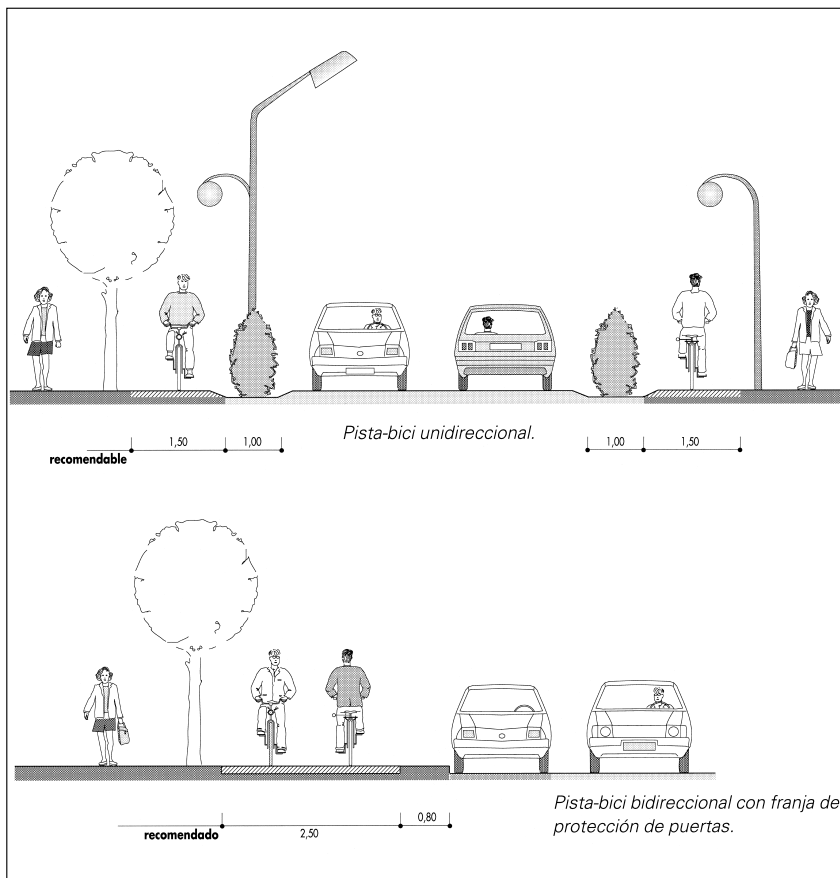 1,50 1,00 Pista-bici unidireccional. 1,00 1,50
recomendable
Pista-bici bidireccional con franja de
protección de puertas.
recomendado 2,50 0,80